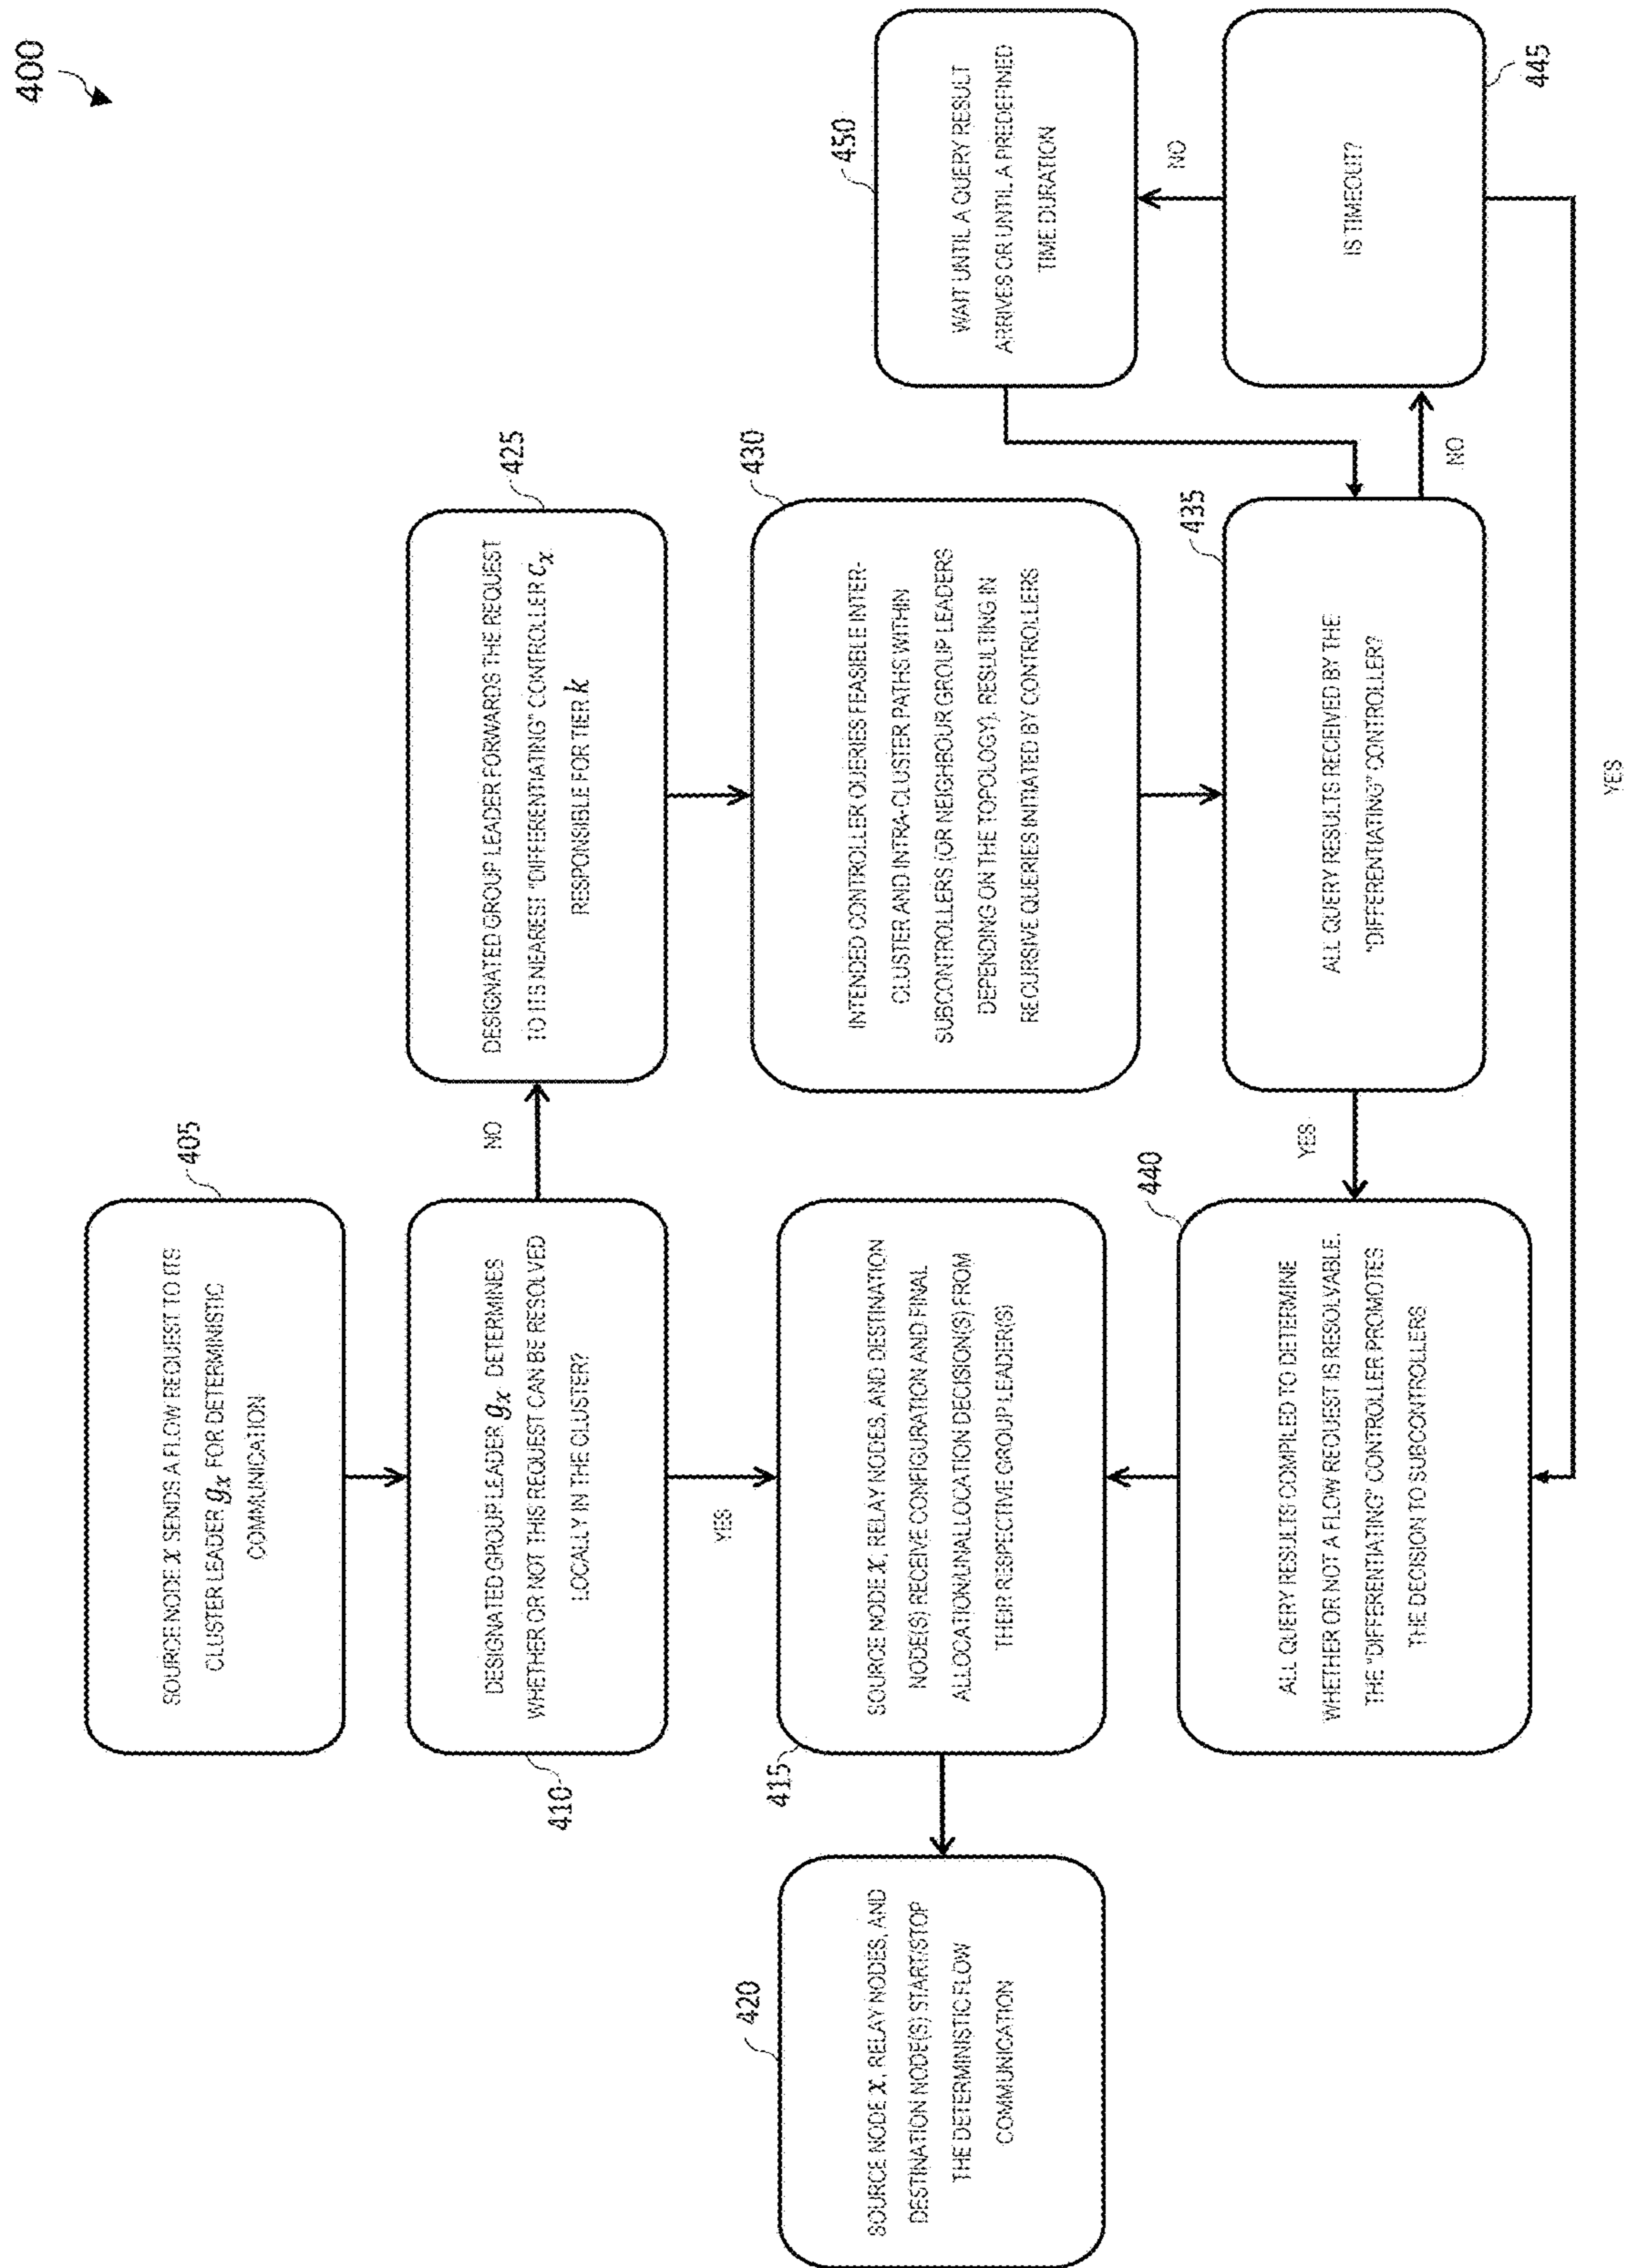 400
405
SOURCE NODE x SENDS A FLOW REQUEST TO ITS
CLUSTER LEADER gx FOR DETERMINISTIC
COMMUNICATION
410
DESIGNATED GROUP LEADER gx DETERMINES
WHETHER OR NOT THIS REQUEST CAN BE RESOLVED
LOCALLY IN THE CLUSTER?
NO
YES
425
DESIGNATED GROUP LEADER FORWARDS THE REQUEST
TO ITS NEAREST "DIFFERENTIATING" CONTROLLER cx
RESPONSIBLE FOR TIER k
420
SOURCE NODE x, RELAY NODES, AND
DESTINATION NODE(S) START/STOP
THE DETERMINISTIC FLOW
COMMUNICATION
415
SOURCE NODE x, RELAY NODES, AND DESTINATION
NODE(S) RECEIVE CONFIGURATION AND FINAL
ALLOCATION/UNALLOCATION DECISION(S) FROM
THEIR RESPECTIVE GROUP LEADER(S)
430
INTENDED CONTROLLER QUERIES FEASIBLE INTER-
CLUSTER AND INTRA-CLUSTER PATHS WITHIN
SUBCONTROLLERS (OR NEIGHBOUR GROUP LEADERS
DEPENDING ON THE TOPOLOGY), RESULTING IN
RECURSIVE QUERIES INITIATED BY CONTROLLERS
450
WAIT UNTIL A QUERY RESULT
ARRIVES OR UNTIL A PREDEFINED
TIME DURATION
NO
440
ALL QUERY RESULTS COMPILED TO DETERMINE
WHETHER OR NOT A FLOW REQUEST IS RESOLVABLE.
THE "DIFFERENTIATING" CONTROLLER PROMOTES
THE DECISION TO SUBCONTROLLERS
YES
435
ALL QUERY RESULTS RECEIVED BY THE
"DIFFERENTIATING" CONTROLLER?
NO
IS TIMEOUT?
445
YES